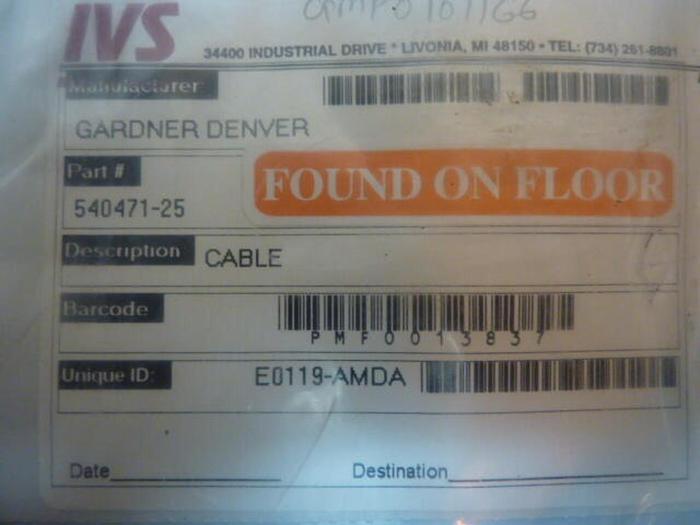 IVS
34400 INDUSTRIAL DRIVE * LIVONIA, MI 48150 • TEL: (734) 261-8801
Manufacturer
GARDNER DENVER
Part #
540471-25
FOUND ON FLOOR
Description CABLE
Barcode
PMF0013837
Unique ID: E0119-AMDA
Date Destination